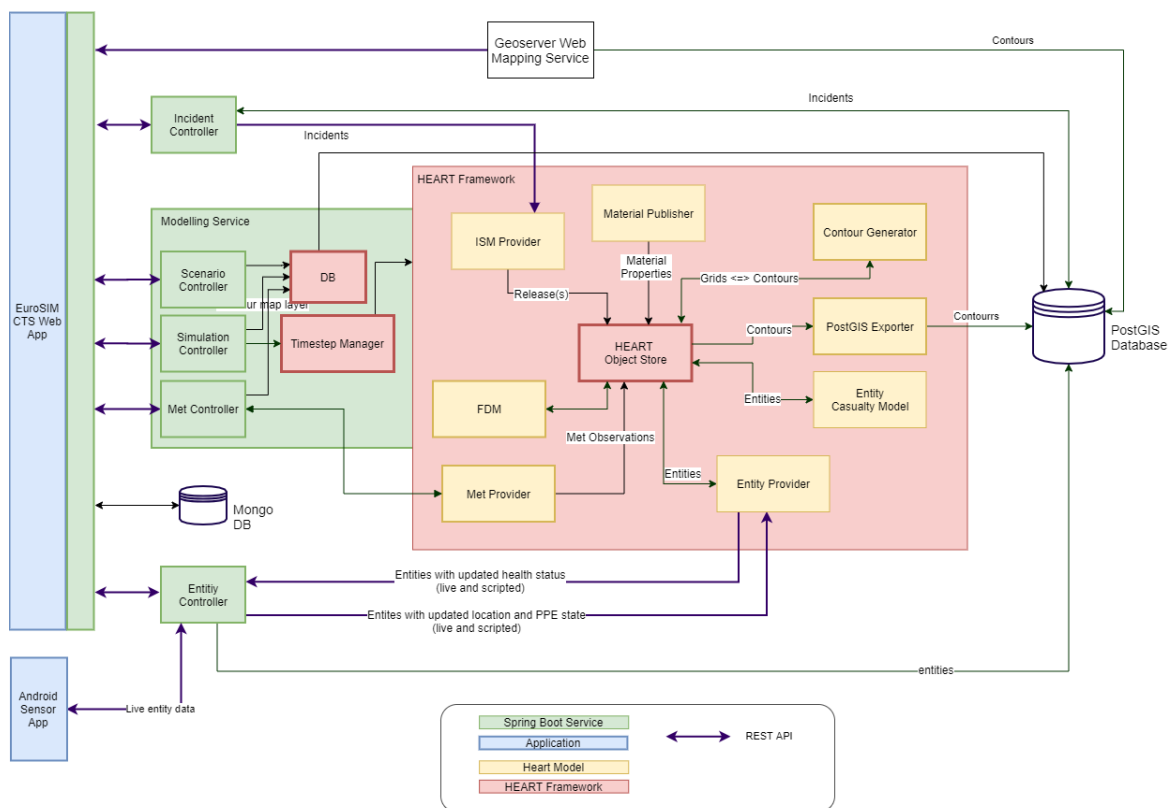 Geoserver Web
Mapping Service
Contours
Incidents
Incident
Controller
Incidents
HEART Framework
Modelling Service
ISM Provider
Material Publisher
Contour Generator
Scenario
Controller
DB
Material
Properties
Grids <=> Contours
Release(s)
ur map layer
EuroSIM
CTS Web
App
Simulation
Controller
Timestep Manager
HEART
Object Store
Contours
PostGIS Exporter
Contourrs
PostGIS
Database
Met Controller
FDM
Entities
Entity
Casualty Model
Met Observations
Met Provider
Entities
Entity Provider
Mongo
DB
Entitiy
Controller
Entities with updated health status
(live and scripted)
Entites with updated location and PPE state
(live and scripted)
entities
Android
Sensor
App
Live entity data
Spring Boot Service
REST API
Application
Heart Model
HEART Framework